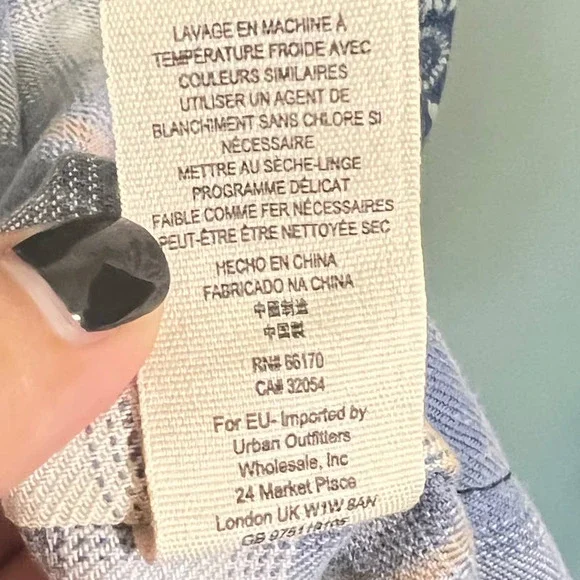 LAVAGE EN MACHINE À
TEMPÉRATURE FROIDE AVEC
COULEURS SIMILAIRES
UTILISER UN AGENT DE
BLANCHIMENT SANS CHLORE SI
NÉCESSAIRE
METTRE AU SÈCHE-LINGE
PROGRAMME DÉLICAT
FAIBLE COMME FER NÉCESSAIRES
PEUT-ÊTRE ÊTRE NETTOYÉE SEC
HECHO EN CHINA
FABRICADO NA CHINA
中國制造
中国製
RN# 66170
CA# 32054
For EU- Imported by
Urban Outfitters
Wholesale, Inc
24 Market Place
London UK W1W 8AN
GB